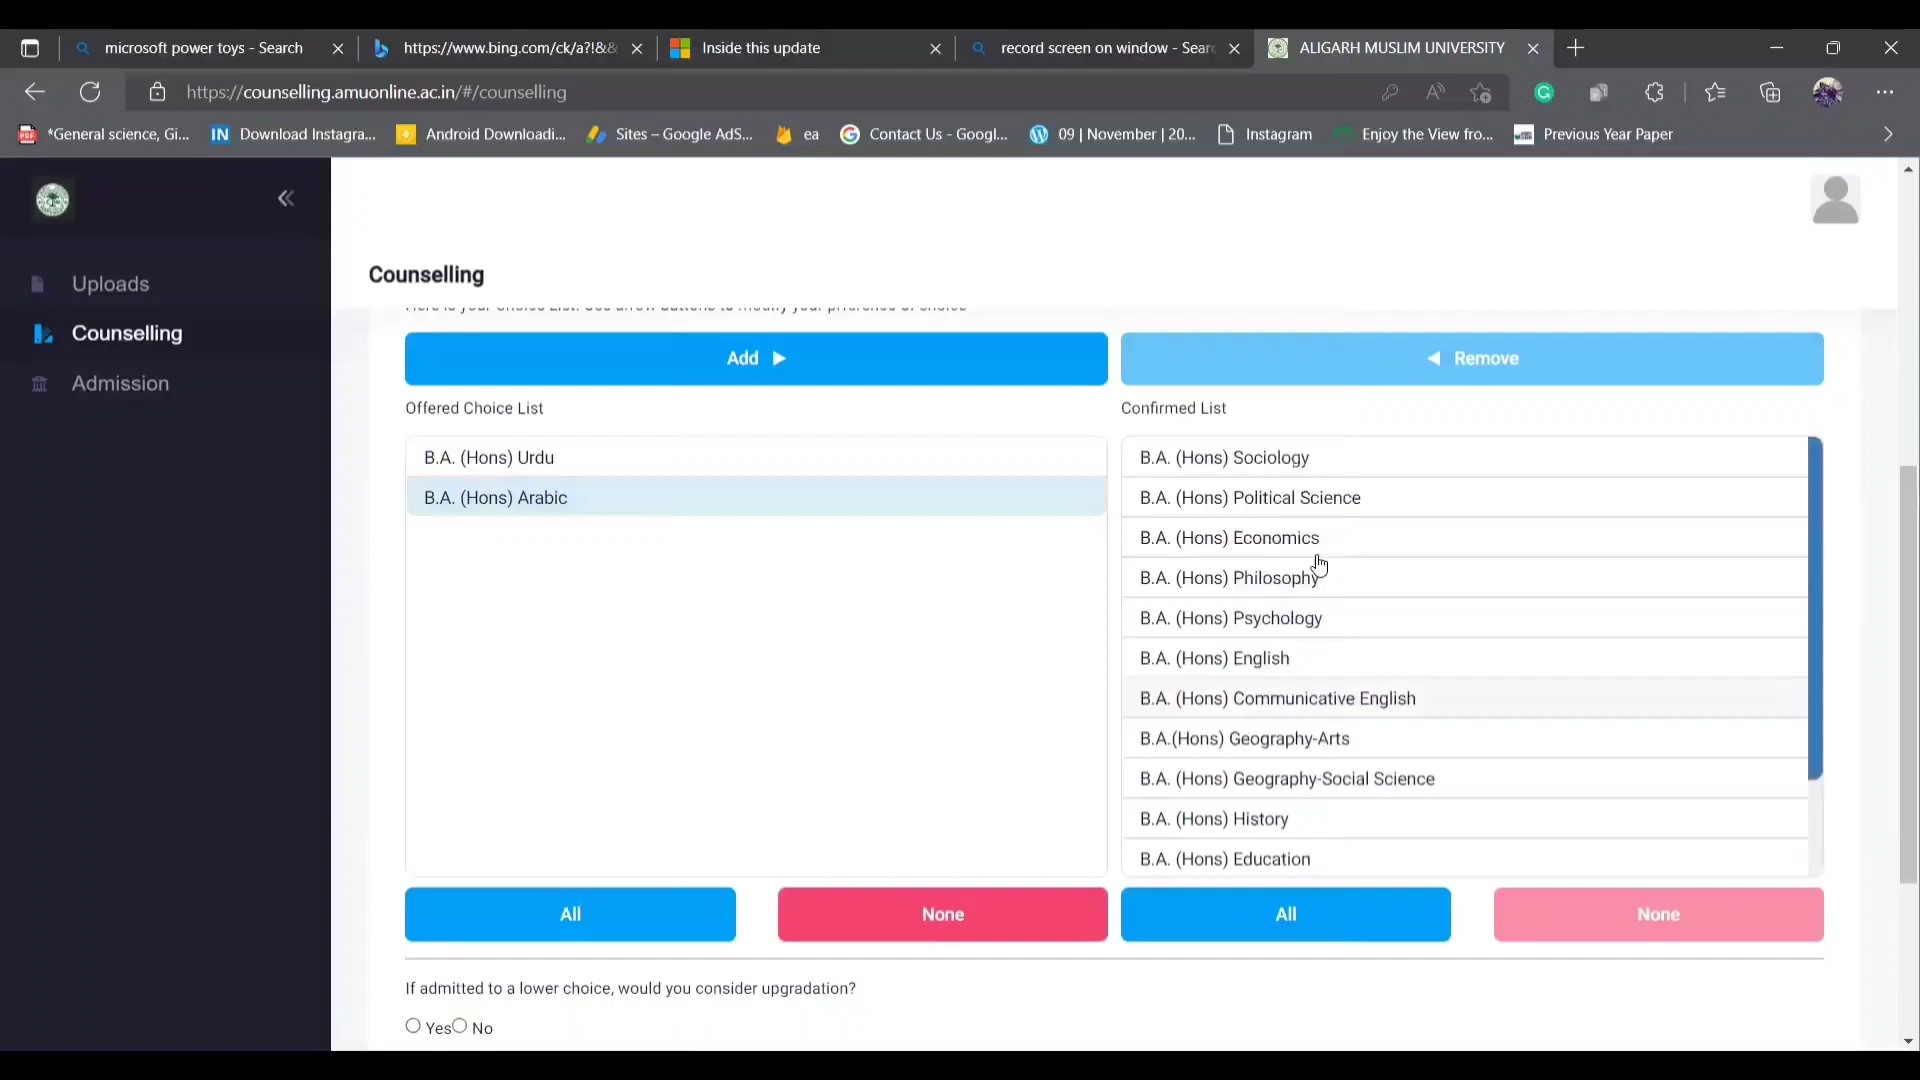 microsoft power toys - Search
https://www.bing.com/ck/a?!&&
Inside this update
record screen on window - Sear
ALIGARH MUSLIM UNIVERSITY
https://counselling.amuonline.ac.in/#/counselling
*General science, Gi...
Download Instagra...
Android Downloadi...
Sites – Google AdS...
ea
Contact Us - Googl...
09 | November | 20...
Instagram
Enjoy the View fro...
Previous Year Paper
Uploads
Counselling
Admission
Counselling
Add
Remove
Offered Choice List
Confirmed List
B.A. (Hons) Urdu
B.A. (Hons) Arabic
B.A. (Hons) Sociology
B.A. (Hons) Political Science
B.A. (Hons) Economics
B.A. (Hons) Philosophy
B.A. (Hons) Psychology
B.A. (Hons) English
B.A. (Hons) Communicative English
B.A.(Hons) Geography-Arts
B.A. (Hons) Geography-Social Science
B.A. (Hons) History
B.A. (Hons) Education
All
None
All
None
If admitted to a lower choice, would you consider upgradation?
Yes No